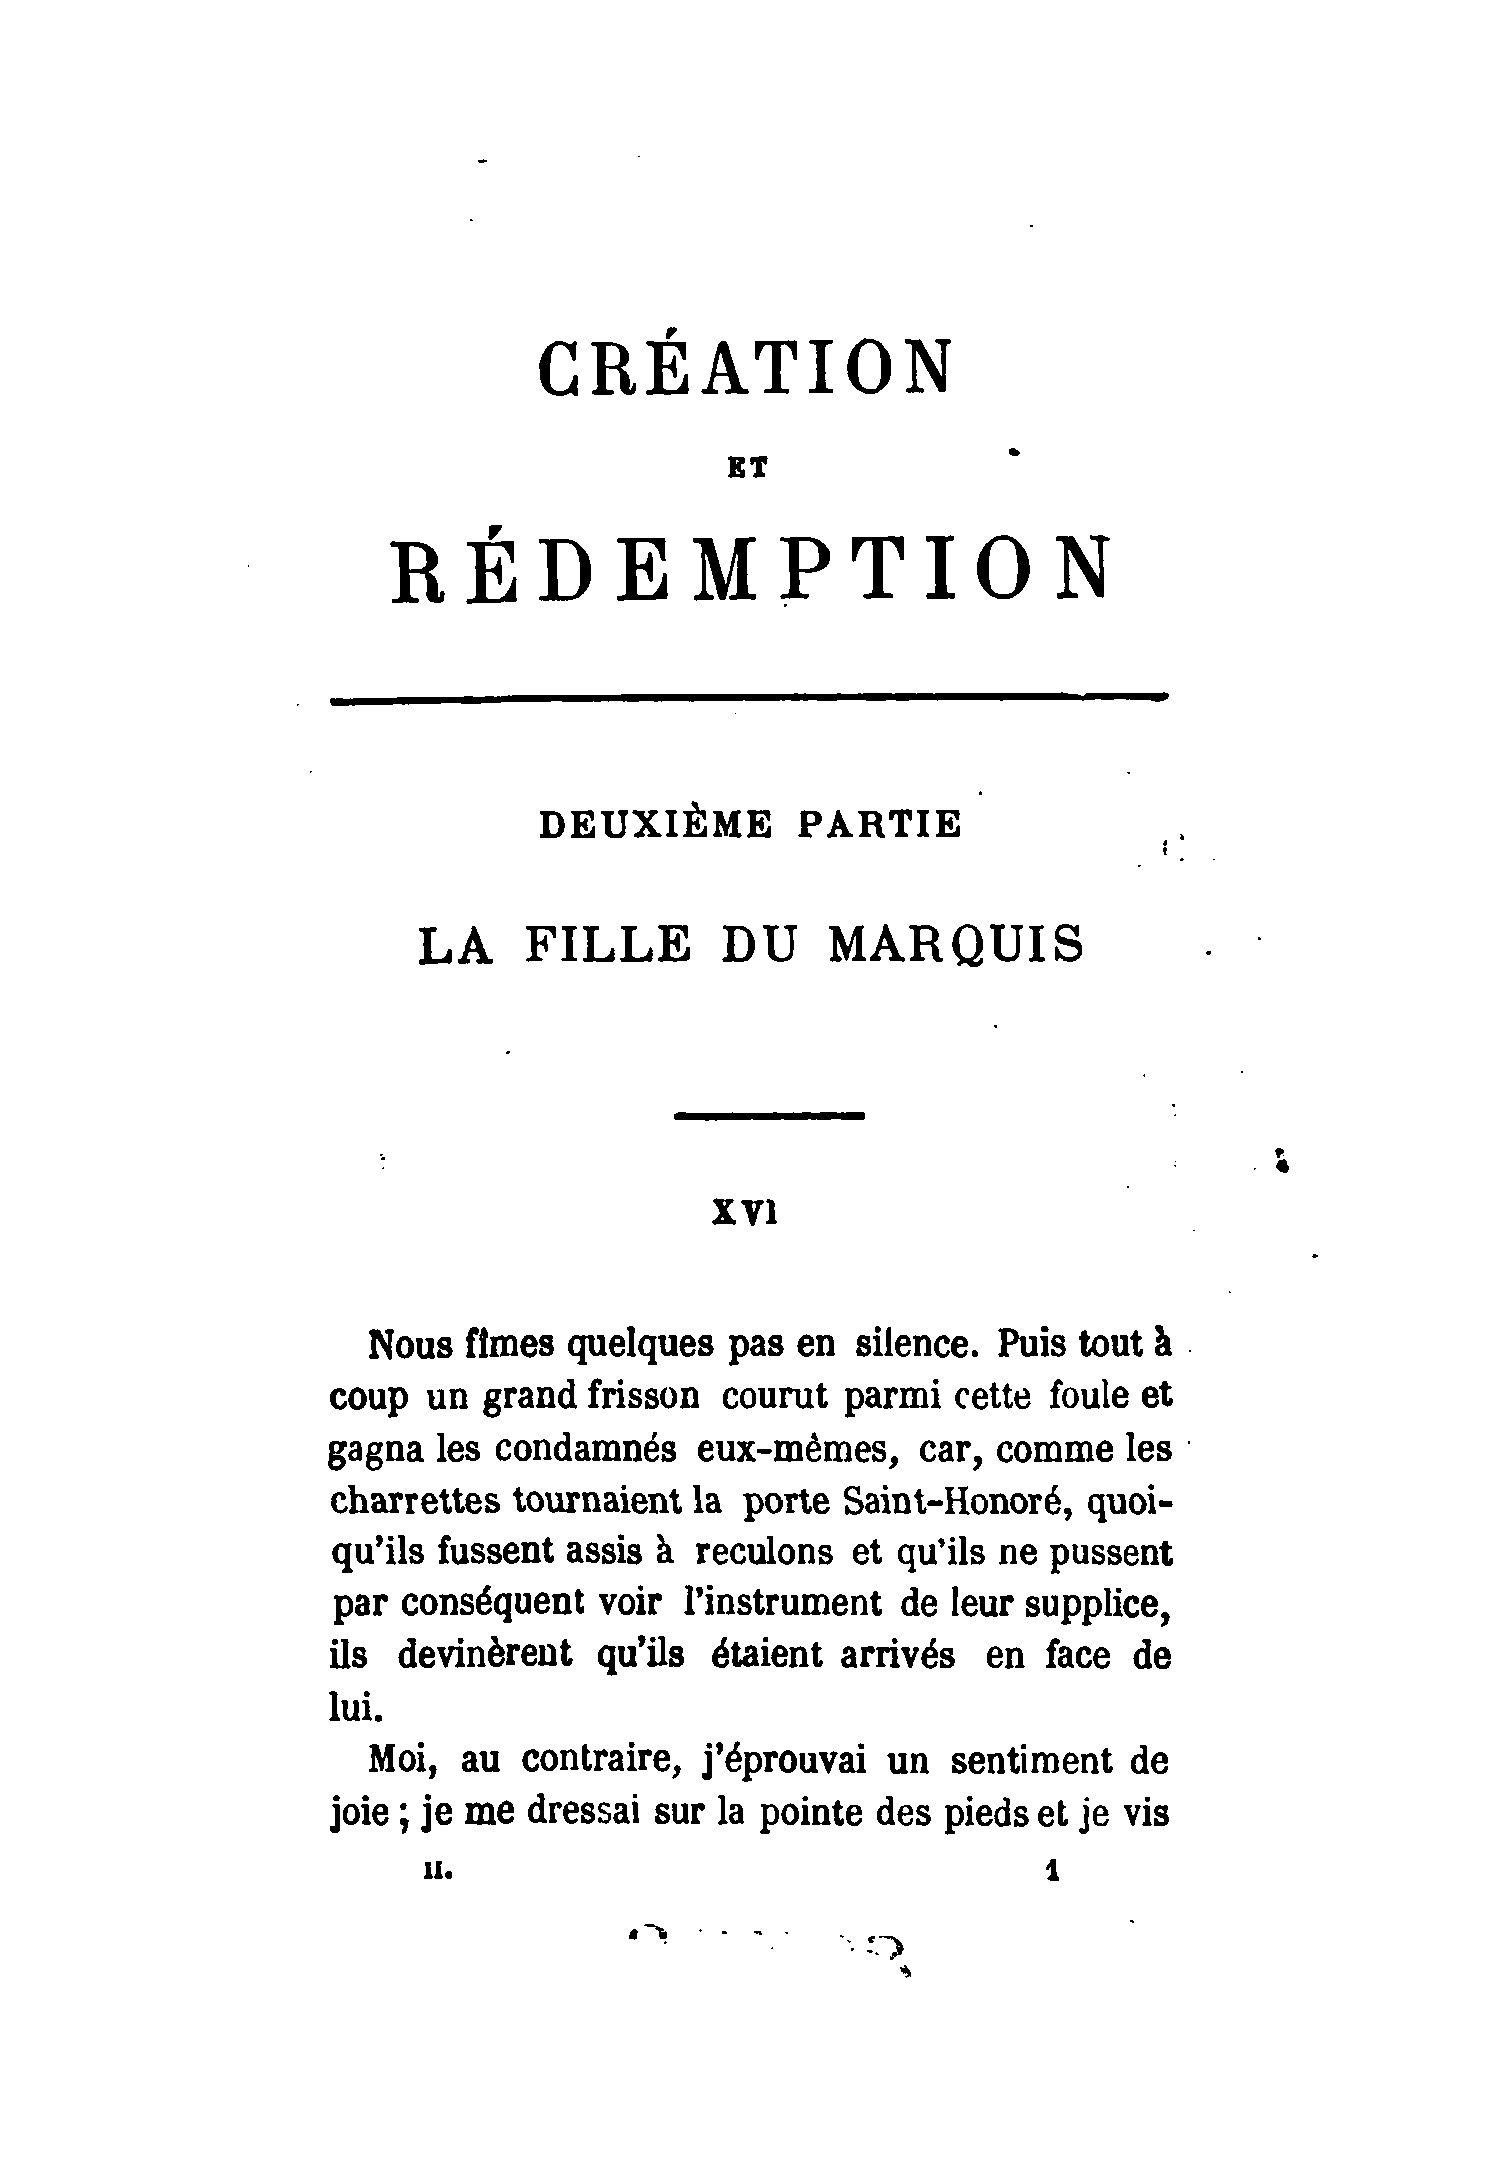 CRÉATION
ET
RÉDEMPTION
DEUXIÈME PARTIE
LA FILLE DU MARQUIS
XVI
Nous fîmes quelques pas en silence. Puis tout à
coup un grand frisson courut parmi cette foule et
gagna les condamnés eux-mêmes, car, comme les
charrettes tournaient la porte Saint-Honoré, quoi-
qu'ils fussent assis à reculons et qu'ils ne pussent
par conséquent voir l'instrument de leur supplice,
ils devinèrent qu'ils étaient arrivés en face de
lui.
Moi, au contraire, j'éprouvai un sentiment de
joie ; je me dressai sur la pointe des pieds et je vis
II. 1